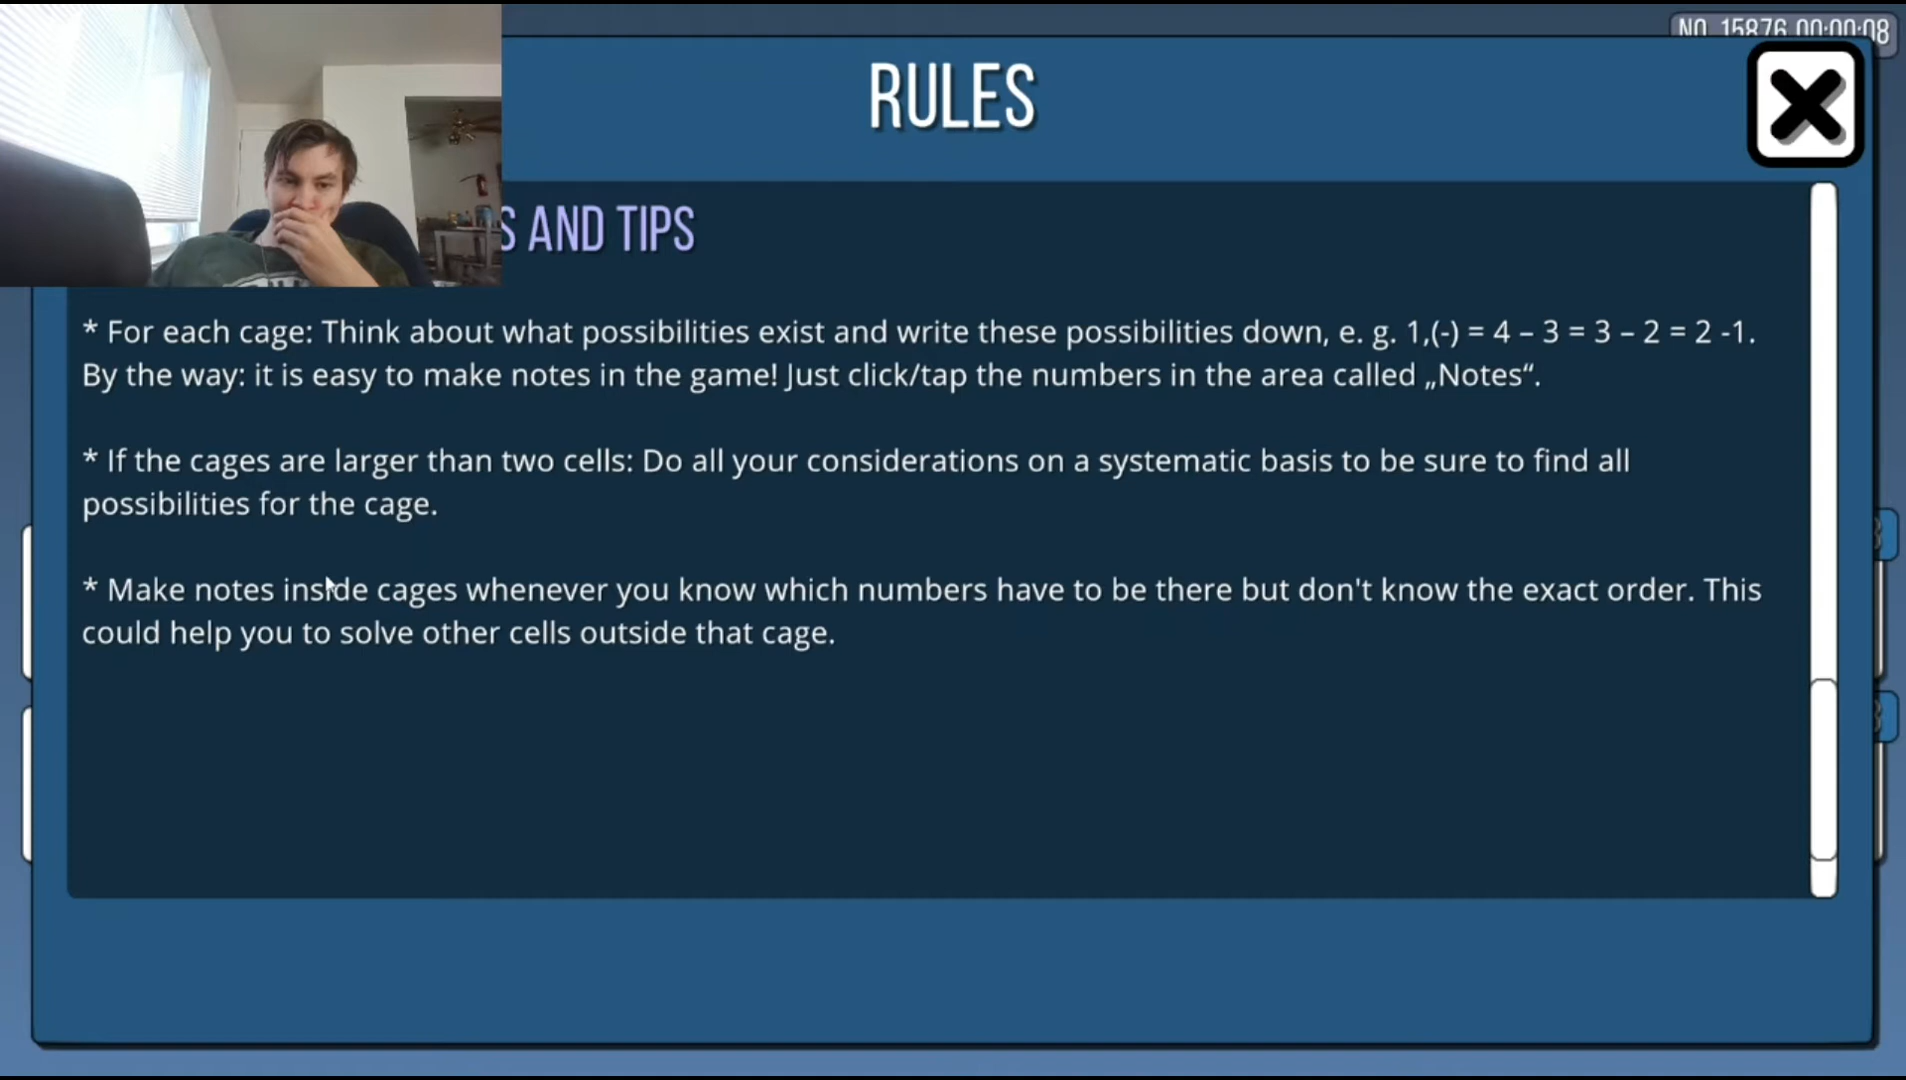 NO. 15876 00:00:08
RULES
S AND TIPS
* For each cage: Think about what possibilities exist and write these possibilities down, e. g. 1,(-) = 4 – 3 = 3 – 2 = 2 -1.
By the way: it is easy to make notes in the game! Just click/tap the numbers in the area called „Notes“.
* If the cages are larger than two cells: Do all your considerations on a systematic basis to be sure to find all
possibilities for the cage.
* Make notes inside cages whenever you know which numbers have to be there but don't know the exact order. This
could help you to solve other cells outside that cage.